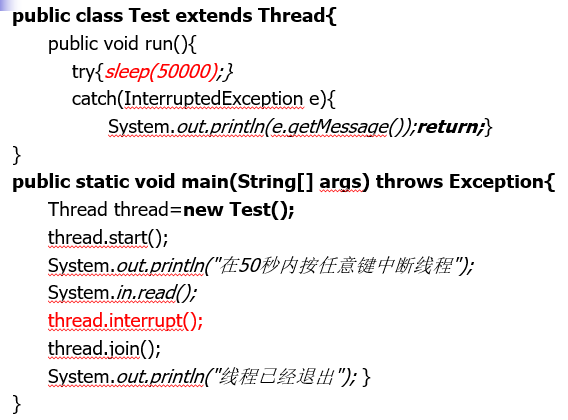 public class Test extends Thread{
public void run(){
try{sleep(50000);}
catch(InterruptedException e){
System.out.println(e.getMessage());return;}
}
public static void main(String[] args) throws Exception{
Thread thread=new Test();
thread.start();
System.out.println("在50秒内按任意键中断线程");
System.in.read();
thread.interrupt();
thread.join();
System.out.println("线程已经退出"); }
}